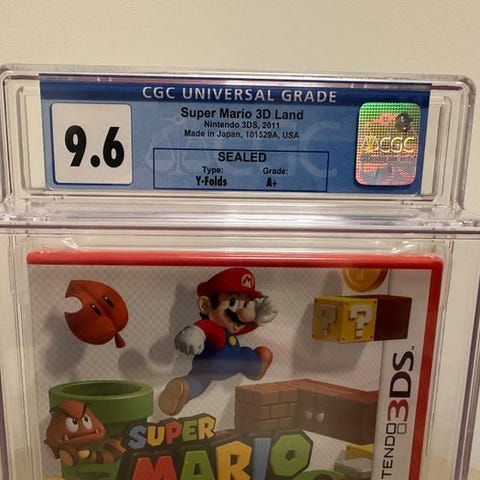 CGC UNIVERSAL GRADE
9.6
Super Mario 3D Land
Nintendo 3DS, 2011
Made in Japan, 101529A, USA
SEALED
Type:
Grade:
Y-Folds
A+
CGC
CGC
SUPER
MARIO
NINTENDO 3DS